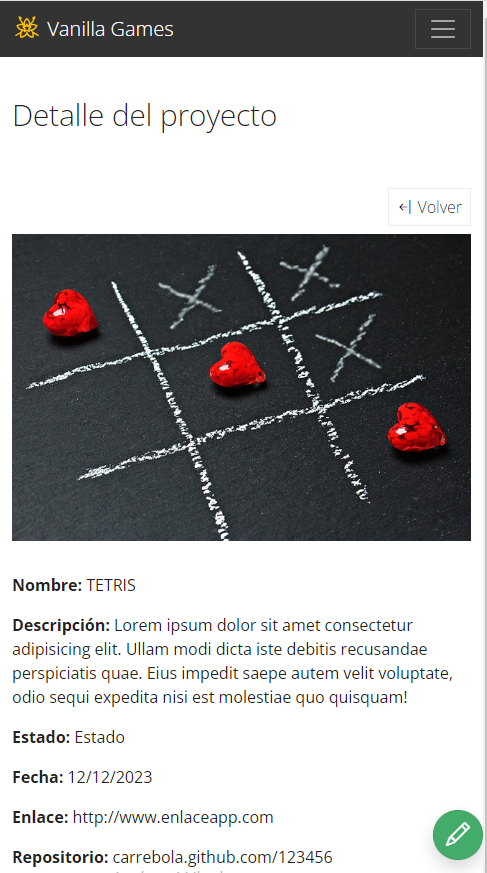 Vanilla Games
Detalle del proyecto
Volver
Nombre: TETRIS
Descripción: Lorem ipsum dolor sit amet consectetur
adipisicing elit. Ullam modi dicta iste debitis recusandae
perspiciatis quae. Eius impedit saepe autem velit voluptate,
odio sequi expedita nisi est molestiae quo quisquam!
Estado: Estado
Fecha: 12/12/2023
Enlace: http://www.enlaceapp.com
Repositorio: carrebola.github.com/123456